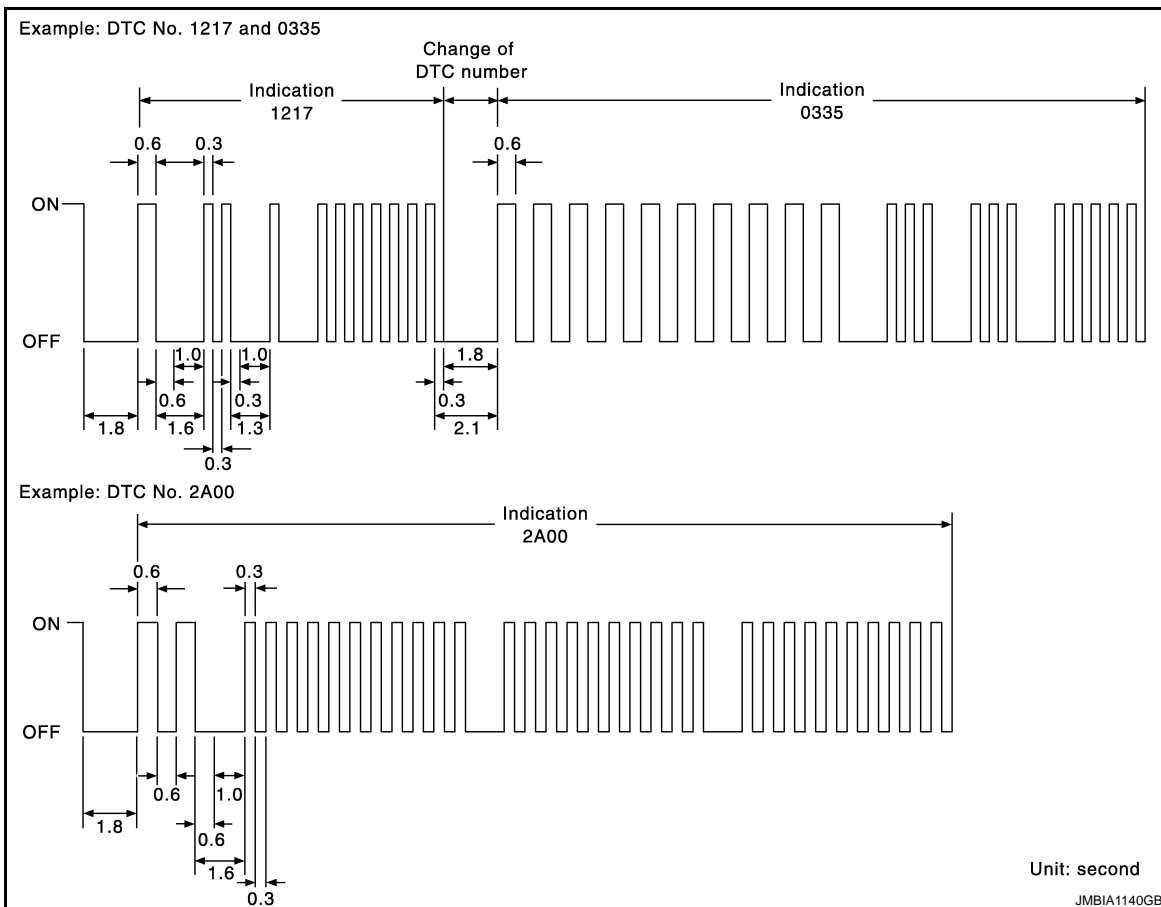 Example: DTC No. 1217 and 0335
Change of
DTC number
Indication
1217
Indication
0335
0.6
0.3
0.6
ON
OFF
1.0
1.0
1.8
0.6
0.3
0.3
1.8
1.6
1.3
2.1
0.3
Example: DTC No. 2A00
Indication
2A00
0.6
0.3
ON
OFF
0.6
1.0
1.8
0.6
1.6
0.3
Unit: second
JMBIA1140GB